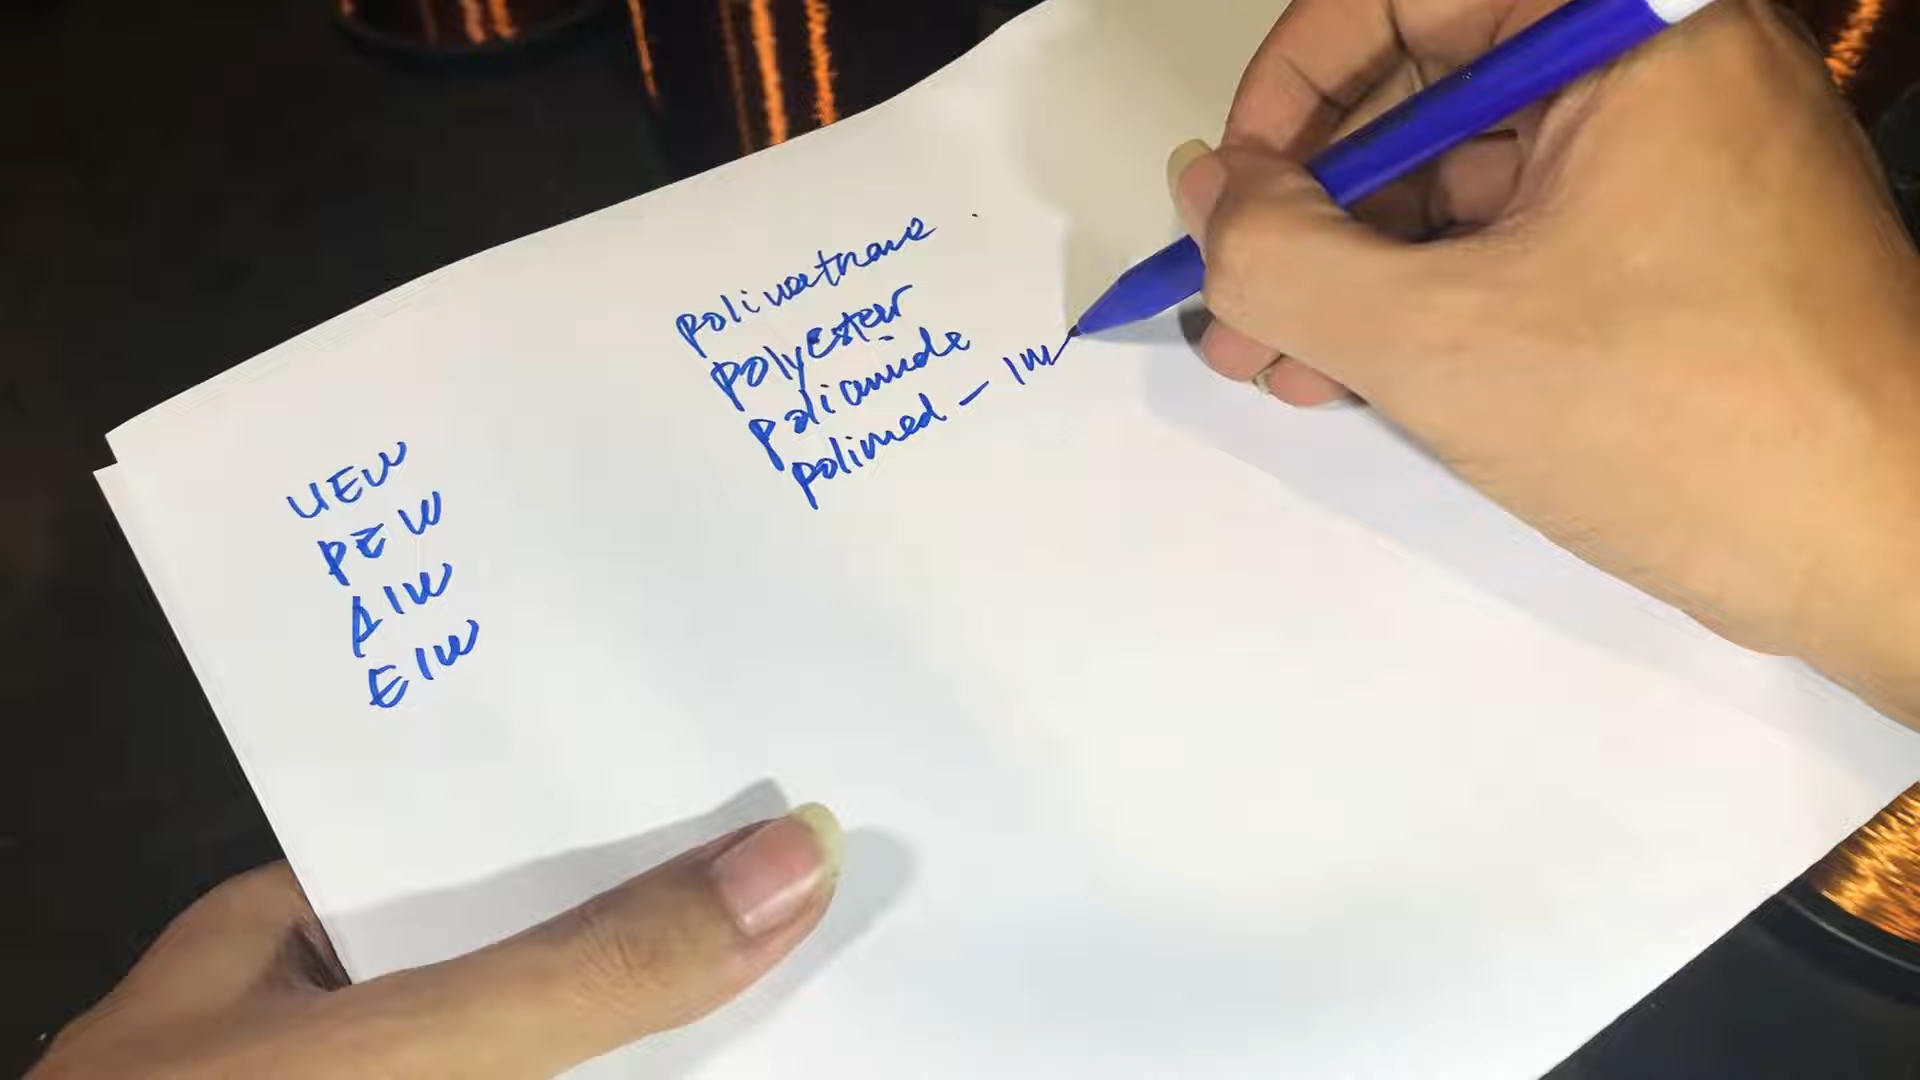 UEW
PEW
AIW
EIW
poliurethane
polyester
poliamide
polimed - IM